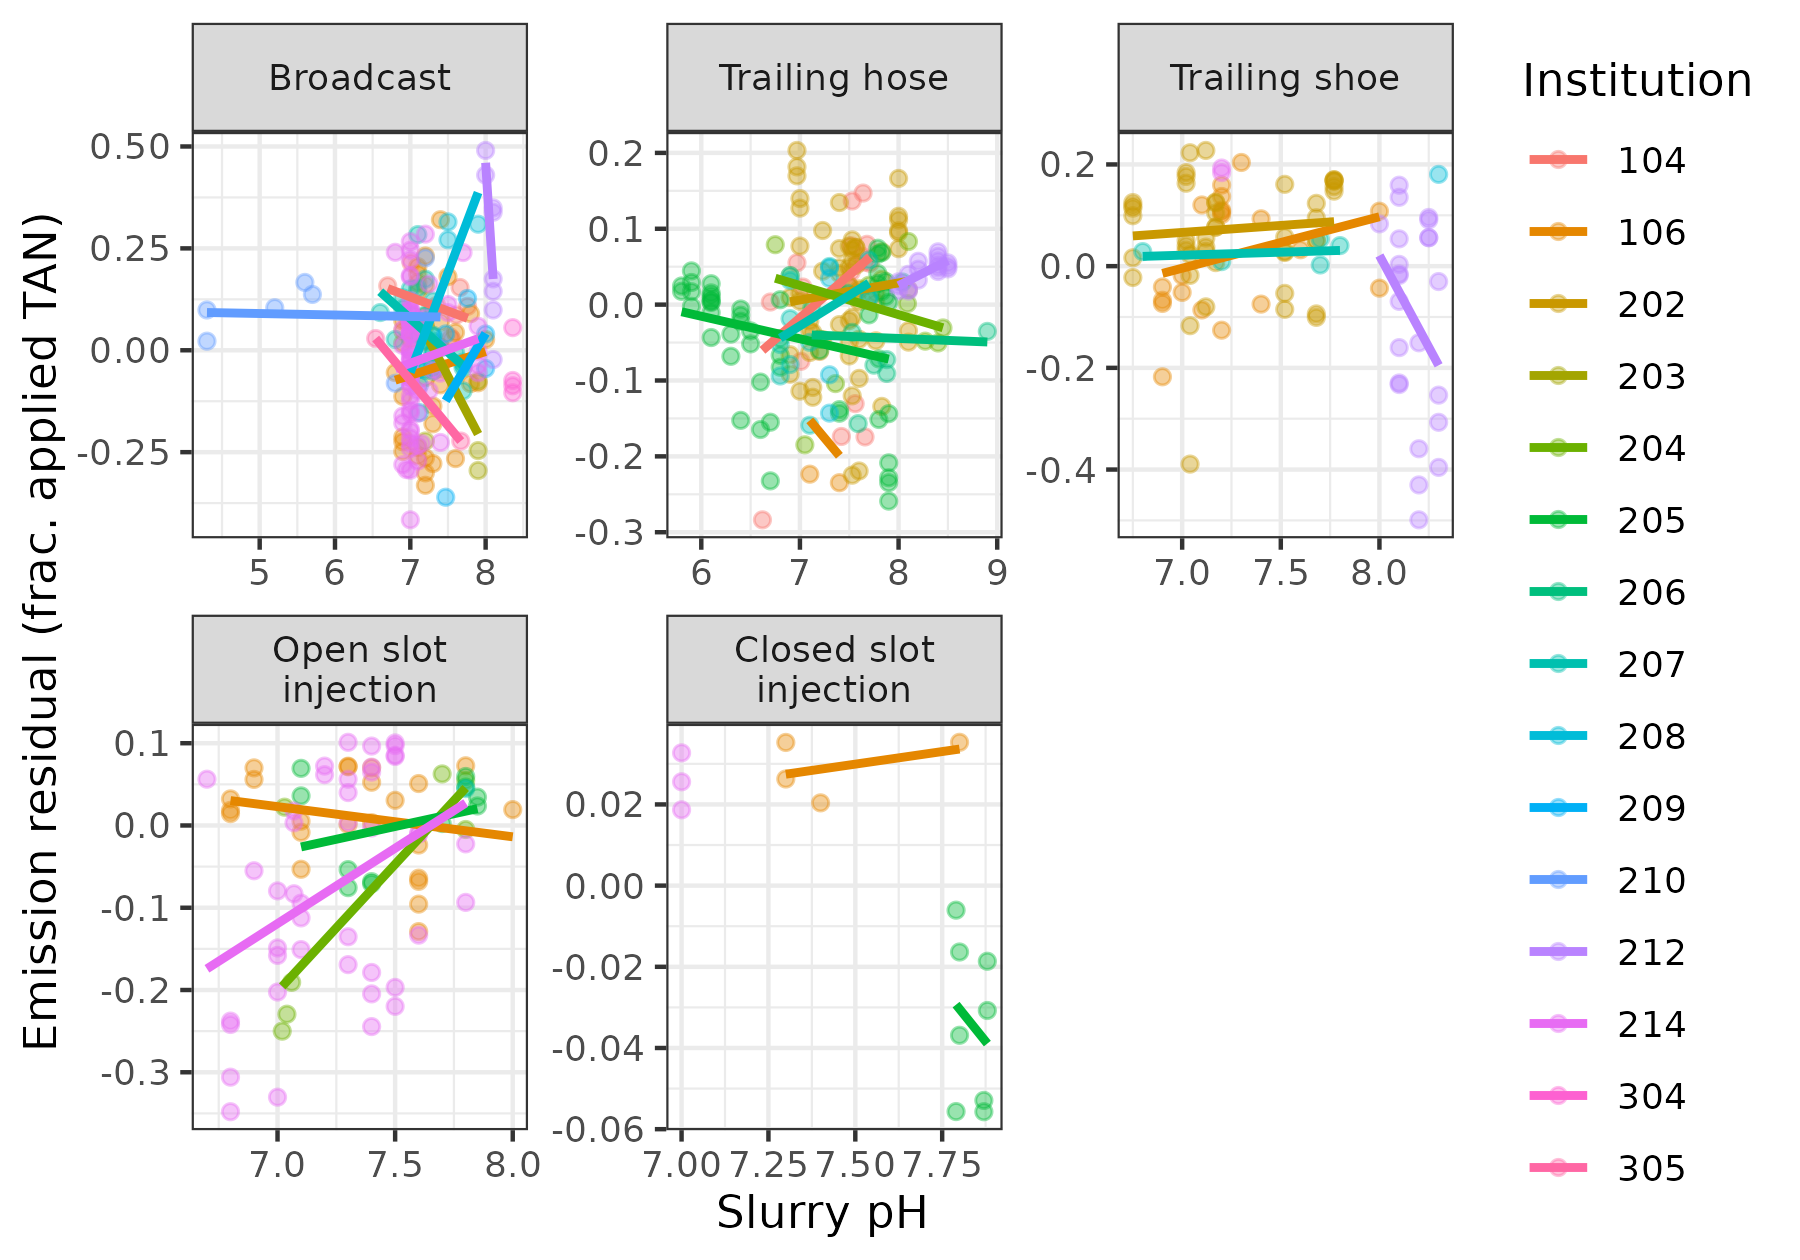 Broadcast
Trailing hose
Trailing shoe
Institution
0.50
0.25
0.00
-0.25
5 6 7 8
0.2
0.1
0.0
-0.1
-0.2
-0.3
6 7 8 9
0.2
0.0
-0.2
-0.4
7.0 7.5 8.0
Emission residual (frac. applied TAN)
Open slot
injection
Closed slot
injection
0.1
0.0
-0.1
-0.2
-0.3
7.0 7.5 8.0
0.02
0.00
-0.02
-0.04
-0.06
7.00 7.25 7.50 7.75
Slurry pH
104
106
202
203
204
205
206
207
208
209
210
212
214
304
305